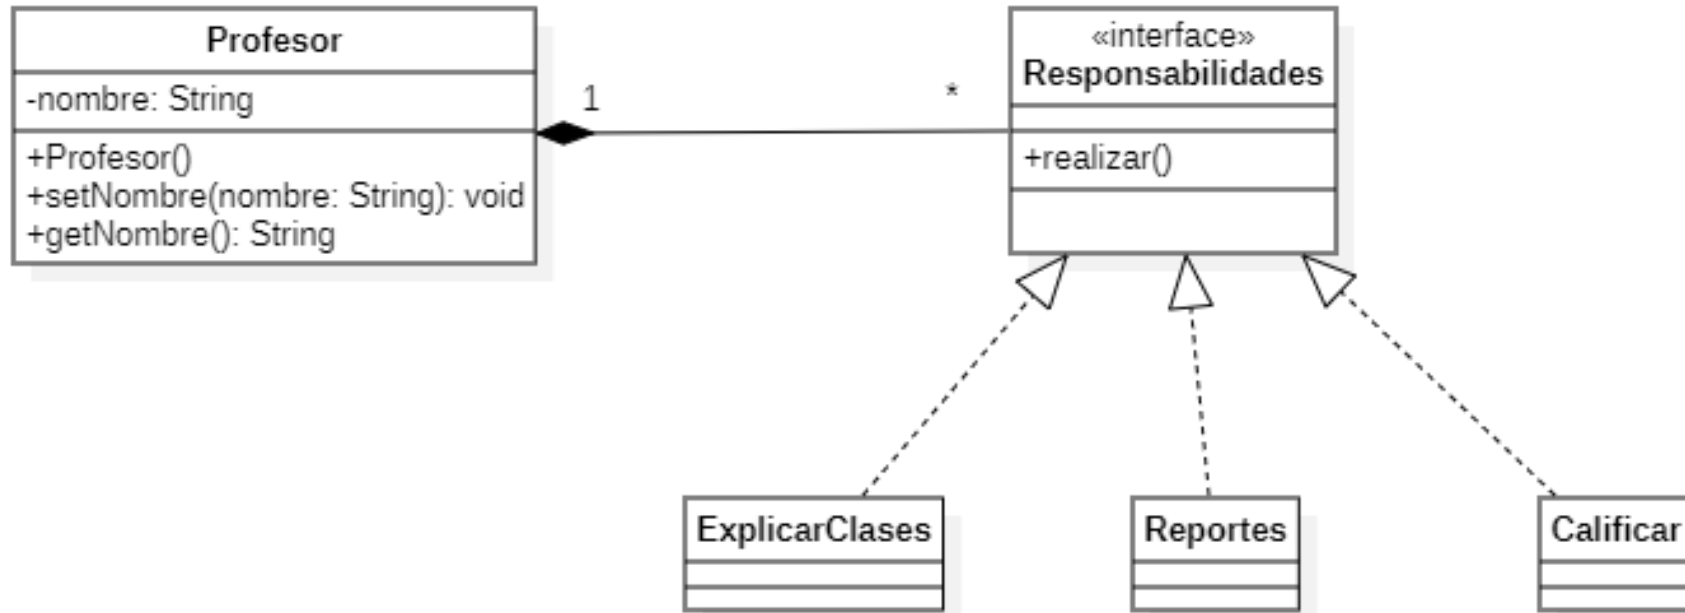 Profesor
-nombre: String
+Profesor()
+setNombre(nombre: String): void
+getNombre(): String
1
*
«interface»
Responsabilidades
+realizar()
ExplicarClases
Reportes
Calificar